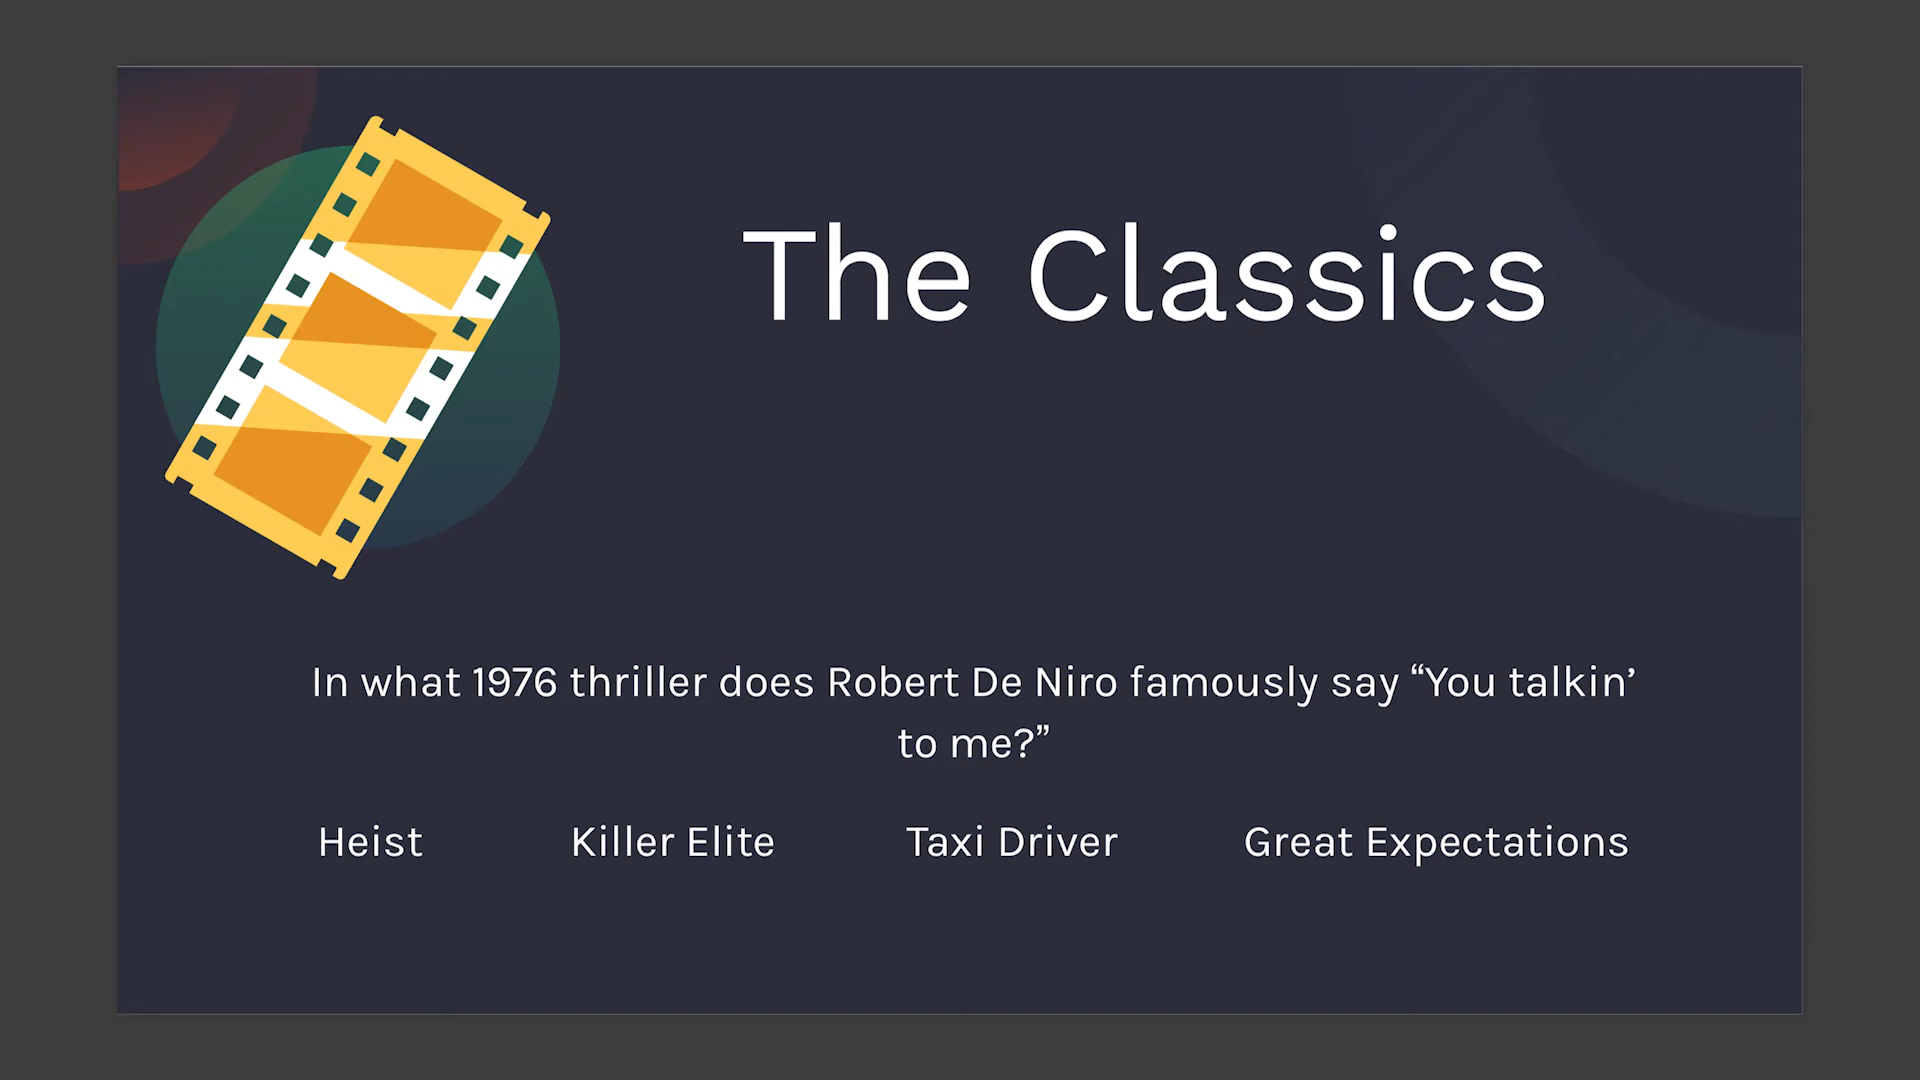 The Classics
In what 1976 thriller does Robert De Niro famously say “You talkin’
to me?”
Heist Killer Elite Taxi Driver Great Expectations